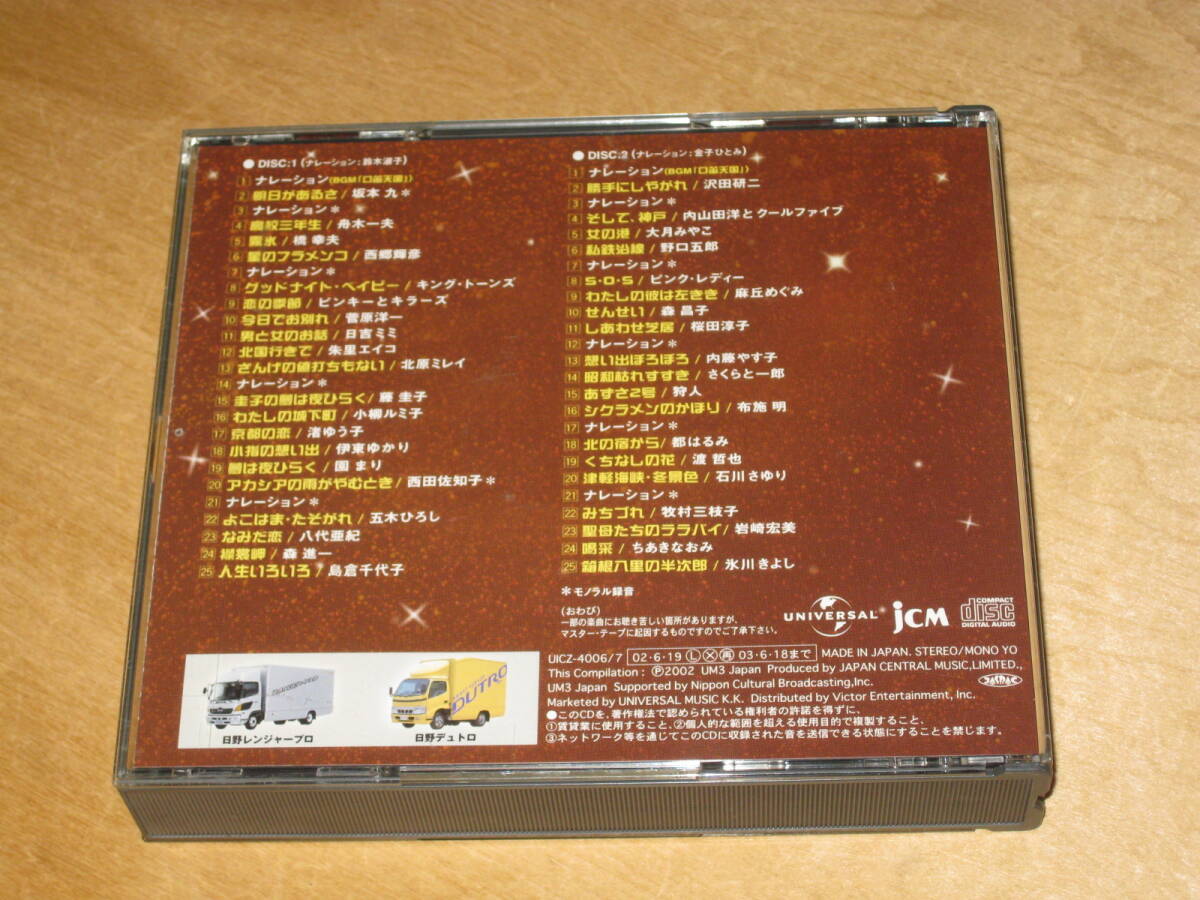 ● DISC:1 (ナレーション:鈴木淑子)
1 ナレーション(BGM「口笛天国」)
2 明日があるさ / 坂本 九＊
3 ナレーション＊
4 高校三年生 / 舟木一夫
5 霧氷 / 橋 幸夫
6 星のフラメンコ / 西郷輝彦
7 ナレーション＊
8 グッドナイト・ベイビー / キング・トーンズ
9 恋の季節 / ピンキーとキラーズ
10 今日でお別れ / 菅原洋一
11 男と女のお話 / 日吉ミミ
12 北国行きで / 朱里エイコ
13 ざんげの値打ちもない / 北原ミレイ
14 ナレーション＊
15 圭子の夢は夜ひらく / 藤 圭子
16 わたしの城下町 / 小柳ルミ子
17 京都の恋 / 渚ゆう子
18 小指の想い出 / 伊東ゆかり
19 夢は夜ひらく / 園 まり
20 アカシアの雨がやむとき / 西田佐知子＊
21 ナレーション＊
22 よこはま・たそがれ / 五木ひろし
23 なみだ恋 / 八代亜紀
24 襟裳岬 / 森 進一
25 人生いろいろ / 島倉千代子
● DISC:2 (ナレーション:金子ひとみ)
1 ナレーション(BGM「口笛天国」)
2 勝手にしやがれ / 沢田研二
3 ナレーション＊
4 そして、神戸 / 内山田洋とクールファイブ
5 女の港 / 大月みやこ
6 私鉄沿線 / 野口五郎
7 ナレーション＊
8 S・O・S / ピンク・レディー
9 わたしの彼は左きき / 麻丘めぐみ
10 せんせい / 森 昌子
11 しあわせ芝居 / 桜田淳子
12 ナレーション＊
13 想い出ぼろぼろ / 内藤やす子
14 昭和枯れすすき / さくらと一郎
15 あずさ2号 / 狩人
16 シクラメンのかほり / 布施 明
17 ナレーション＊
18 北の宿から / 都はるみ
19 くちなしの花 / 渡 哲也
20 津軽海峡・冬景色 / 石川さゆり
21 ナレーション＊
22 みちづれ / 牧村三枝子
23 聖母たちのララバイ / 岩崎宏美
24 喝采 / ちあきなおみ
25 箱根八里の半次郎 / 氷川きよし
＊モノラル録音
(おわび)
一部の楽曲にお聴き苦しい箇所がありますが、
マスター・テープに起因するものですのでご了承下さい。
UNIVERSAL
jCM
COMPACT
disc
DIGITAL AUDIO
UICZ-4006/7 02・6・19 Ⓛ Ⓧ ㊞ 03・6・18まで MADE IN JAPAN. STEREO/MONO YO
This Compilation : Ⓟ2002 UM3 Japan Produced by JAPAN CENTRAL MUSIC,LIMITED.,
UM3 Japan Supported by Nippon Cultural Broadcasting,Inc.
Marketed by UNIVERSAL MUSIC K.K. Distributed by Victor Entertainment, Inc.
JASRAC
●このCDを、著作権法で認められている権利者の許諾を得ずに、
①賃貸業に使用すること、②個人的な範囲を超える使用目的で複製すること、
③ネットワーク等を通じてこのCDに収録された音を送信できる状態にすることを禁じます。
DUTRO
日野レンジャープロ
日野デュトロ